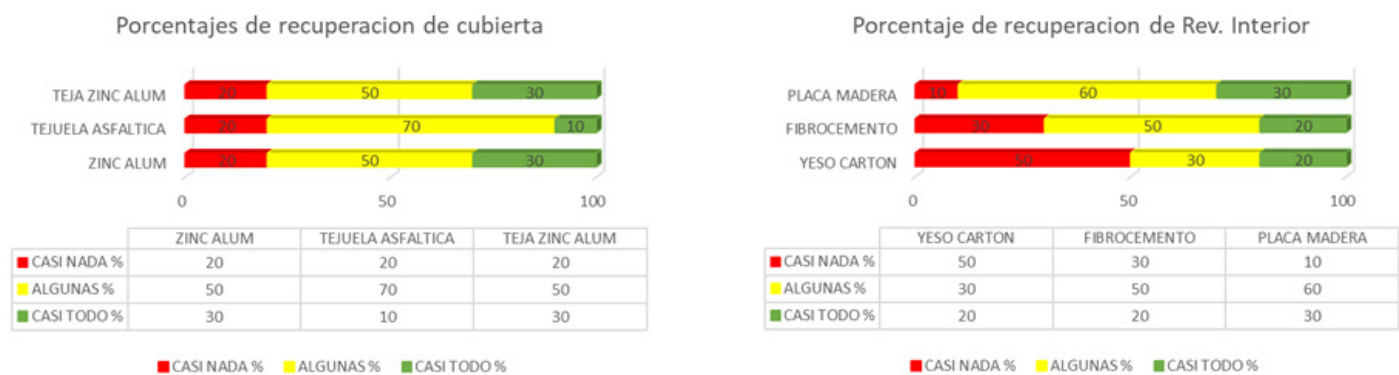 Porcentajes de recuperacion de cubierta
TEJA ZINC ALUM 20 50 30
TEJUELA ASFALTICA 20 70 10
ZINC ALUM 20 50 30
0 50 100
ZINC ALUM TEJUELA ASFALTICA TEJA ZINC ALUM
CASI NADA % 20 20 20
ALGUNAS % 50 70 50
CASI TODO % 30 10 30
CASI NADA % ALGUNAS % CASI TODO %
Porcentaje de recuperacion de Rev. Interior
PLACA MADERA 10 60 30
FIBROCEMENTO 30 50 20
YESO CARTON 50 30 20
0 50 100
YESO CARTON FIBROCEMENTO PLACA MADERA
CASI NADA % 50 30 10
ALGUNAS % 30 50 60
CASI TODO % 20 20 30
CASI NADA % ALGUNAS % CASI TODO %